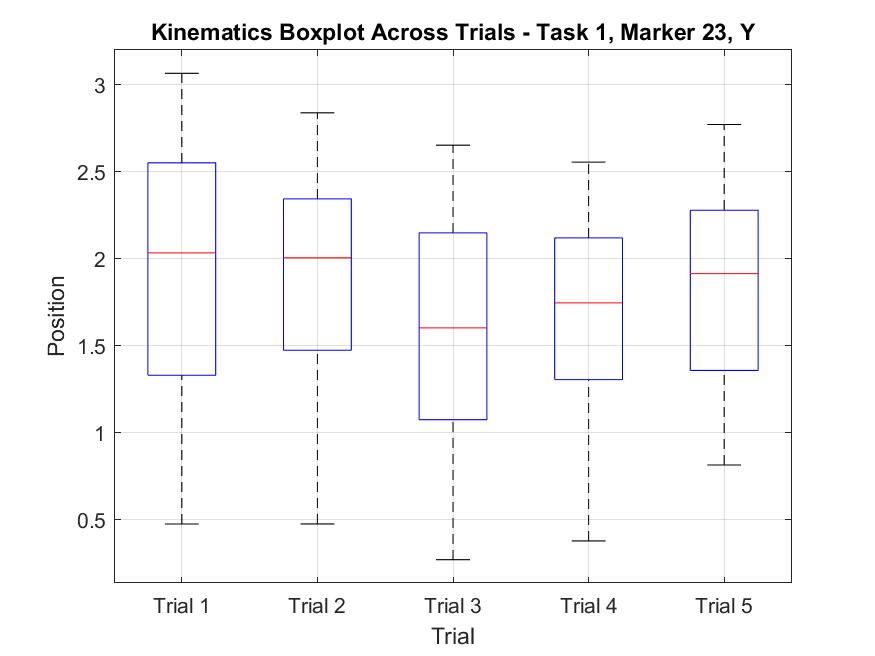 Kinematics Boxplot Across Trials - Task 1, Marker 23, Y
3
2.5
2
1.5
1
0.5
Position
Trial 1 Trial 2 Trial 3 Trial 4 Trial 5
Trial